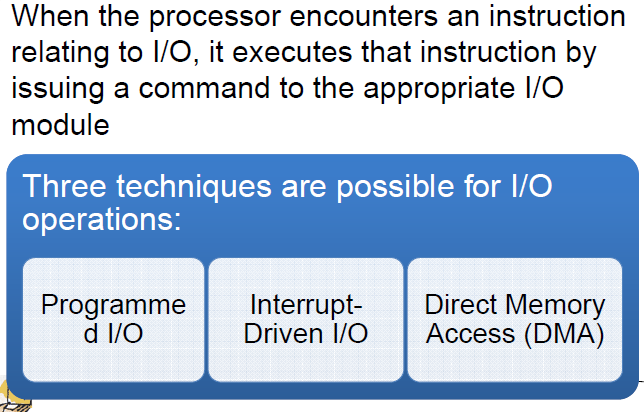 When the processor encounters an instruction
relating to I/O, it executes that instruction by
issuing a command to the appropriate I/O
module
Three techniques are possible for I/O
operations:
Programme
d I/O
Interrupt-
Driven I/O
Direct Memory
Access (DMA)